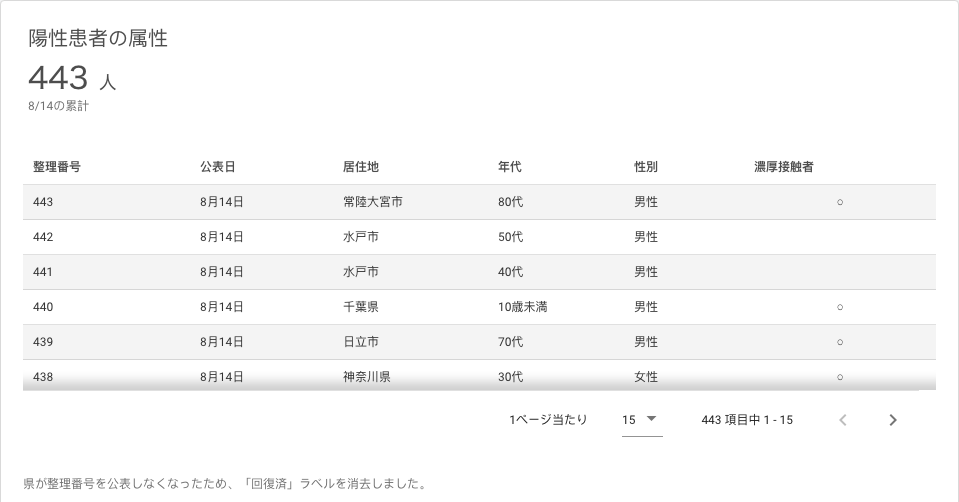 陽性患者の属性
443 人
8/14の累計
整理番号 公表日 居住地 年代 性別 濃厚接触者
443 8月14日 常陸大宮市 80代 男性 ○
442 8月14日 水戸市 50代 男性
441 8月14日 水戸市 40代 男性
440 8月14日 千葉県 10歳未満 男性 ○
439 8月14日 日立市 70代 男性 ○
438 8月14日 神奈川県 30代 女性 ○
1ページ当たり 15 443 項目中 1 - 15
県が整理番号を公表しなくなったため、「回復済」ラベルを消去しました。